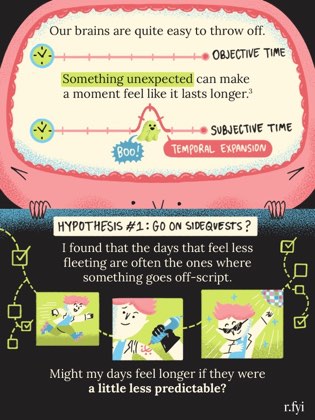 Our brains are quite easy to throw off.
OBJECTIVE TIME
Something unexpected can make
a moment feel like it lasts longer.³
SUBJECTIVE TIME
BOO!
TEMPORAL EXPANSION
HYPOTHESIS #1: GO ON SIDEQUESTS?
I found that the days that feel less
fleeting are often the ones where
something goes off-script.
Might my days feel longer if they were
a little less predictable?
r.fyi